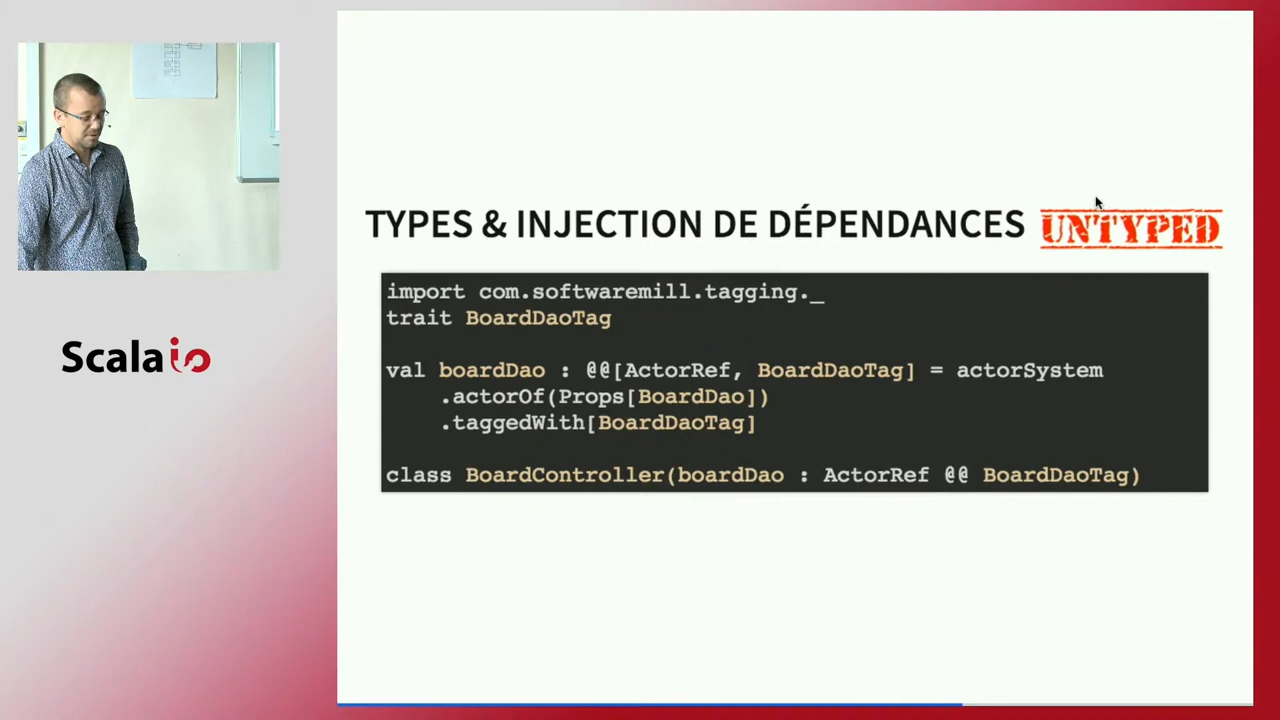 TYPES & INJECTION DE DÉPENDANCES UNTYPED
import com.softwaremill.tagging._
trait BoardDaoTag
val boardDao : @@[ActorRef, BoardDaoTag] = actorSystem
.actorOf(Props[BoardDao])
.taggedWith[BoardDaoTag]
class BoardController(boardDao : ActorRef @@ BoardDaoTag)
Scala io